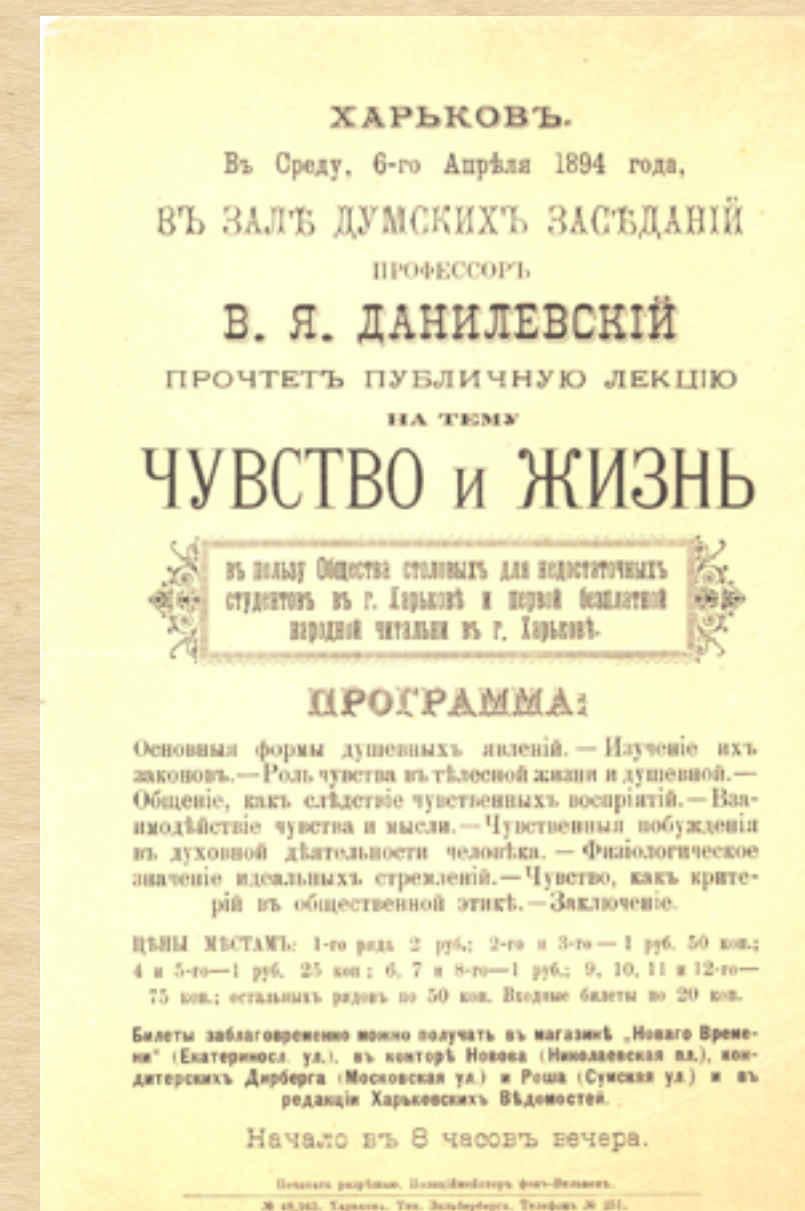 ХАРЬКОВЪ.
Въ Среду, 6-го Апрѣля 1894 года,
ВЪ ЗАЛѢ ДУМСКИХЪ ЗАСѢДАНІЙ
ПРОФЕССОРЪ
В. Я. ДАНИЛЕВСКІЙ
ПРОЧТЕТЪ ПУБЛИЧНУЮ ЛЕКЦІЮ
НА ТЕМУ
ЧУВСТВО и ЖИЗНЬ
въ пользу Общества столовыхъ для недостаточныхъ
студентовъ въ г. Харьковѣ и первой безплатной
народной читальни въ г. Харьковѣ.
ПРОГРАММА:
Основныя формы душевныхъ явленій. — Изученіе ихъ
законовъ.—Роль чувства въ тѣлесной жизни и душевной.—
Общеніе, какъ слѣдствіе чувственныхъ воспріятій.—Вза-
имодѣйствіе чувства и мысли.—Чувственныя побужденія
въ духовной дѣятельности человѣка. — Физіологическое
значеніе идеальныхъ стремленій.—Чувство, какъ крите-
рій въ общественной этикѣ.—Заключеніе.
ЦѢНЫ МѢСТАМЪ: 1-го ряда 2 руб.; 2-го и 3-го — 1 руб. 50 коп.;
4 и 5-го—1 руб. 25 коп; 6, 7 и 8-го—1 руб.; 9, 10, 11 и 12-го—
75 коп.; остальныхъ рядовъ по 50 коп. Входные билеты по 20 коп.
Билеты заблаговременно можно получать въ магазинѣ „Новаго Време-
ни“ (Екатериносл. ул.), въ конторѣ Новова (Николаевская пл.), кон-
дитерскихъ Дирберга (Московская ул.) и Роша (Сумская ул.) и въ
редакціи Харьковскихъ Вѣдомостей.
Начало въ 8 часовъ вечера.
Печатать разрѣшаю. Полиціймейстеръ фонъ-
Харьковъ. Тип. Зильберберга. Телефонъ № 251.